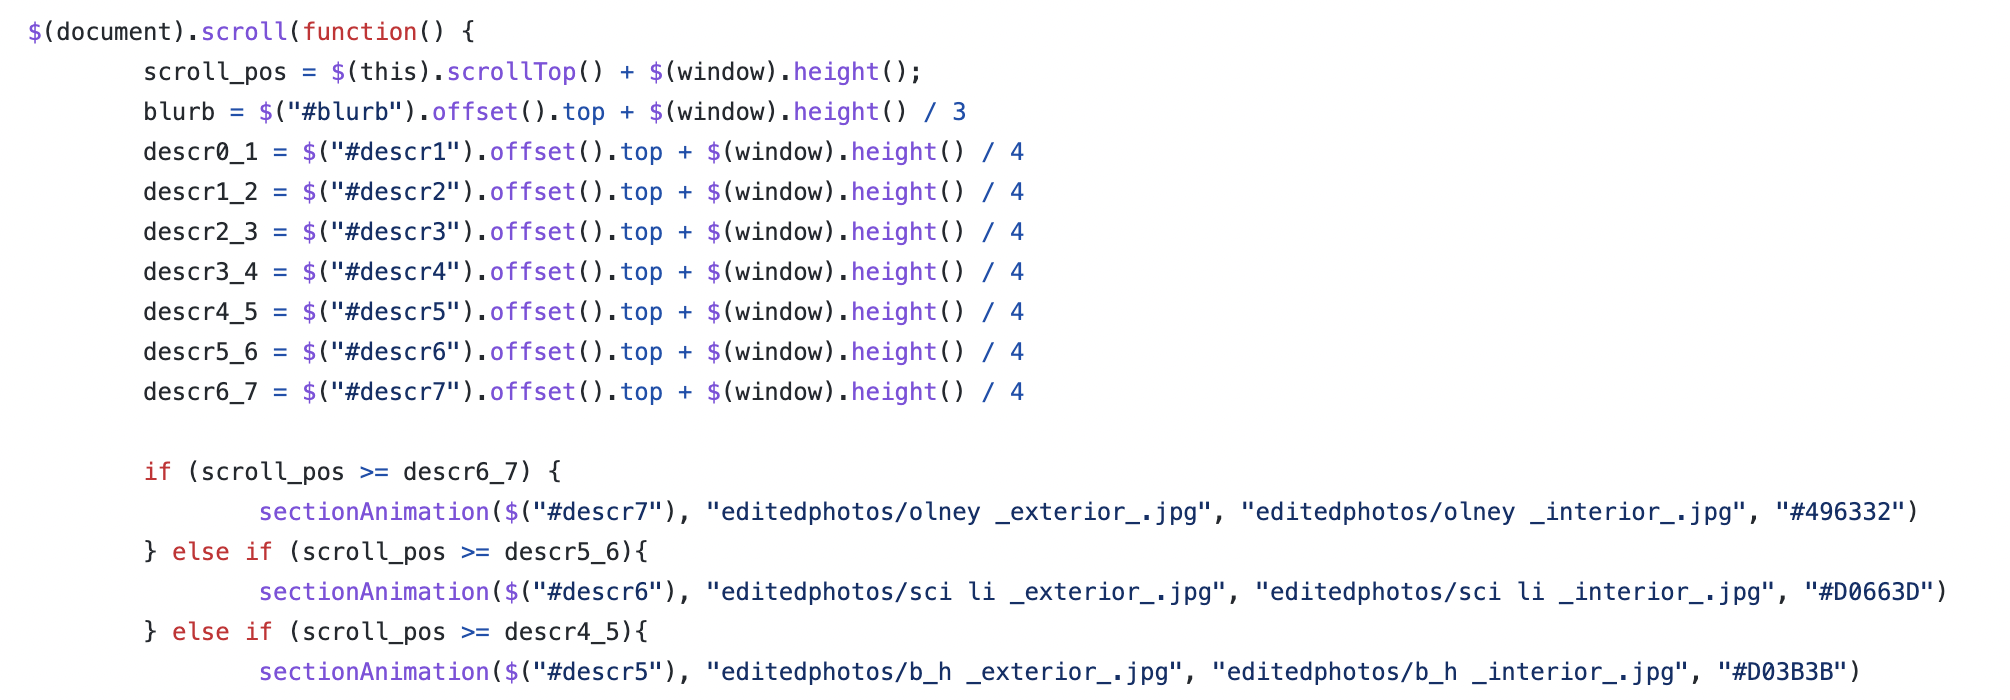 $(document).scroll(function() {
scroll_pos = $(this).scrollTop() + $(window).height();
blurb = $("#blurb").offset().top + $(window).height() / 3
descr0_1 = $("#descr1").offset().top + $(window).height() / 4
descr1_2 = $("#descr2").offset().top + $(window).height() / 4
descr2_3 = $("#descr3").offset().top + $(window).height() / 4
descr3_4 = $("#descr4").offset().top + $(window).height() / 4
descr4_5 = $("#descr5").offset().top + $(window).height() / 4
descr5_6 = $("#descr6").offset().top + $(window).height() / 4
descr6_7 = $("#descr7").offset().top + $(window).height() / 4
if (scroll_pos >= descr6_7) {
sectionAnimation($("#descr7"), "editedphotos/olney _exterior_.jpg", "editedphotos/olney _interior_.jpg", "#496332")
} else if (scroll_pos >= descr5_6){
sectionAnimation($("#descr6"), "editedphotos/sci li _exterior_.jpg", "editedphotos/sci li _interior_.jpg", "#D0663D")
} else if (scroll_pos >= descr4_5){
sectionAnimation($("#descr5"), "editedphotos/b_h _exterior_.jpg", "editedphotos/b_h _interior_.jpg", "#D03B3B")